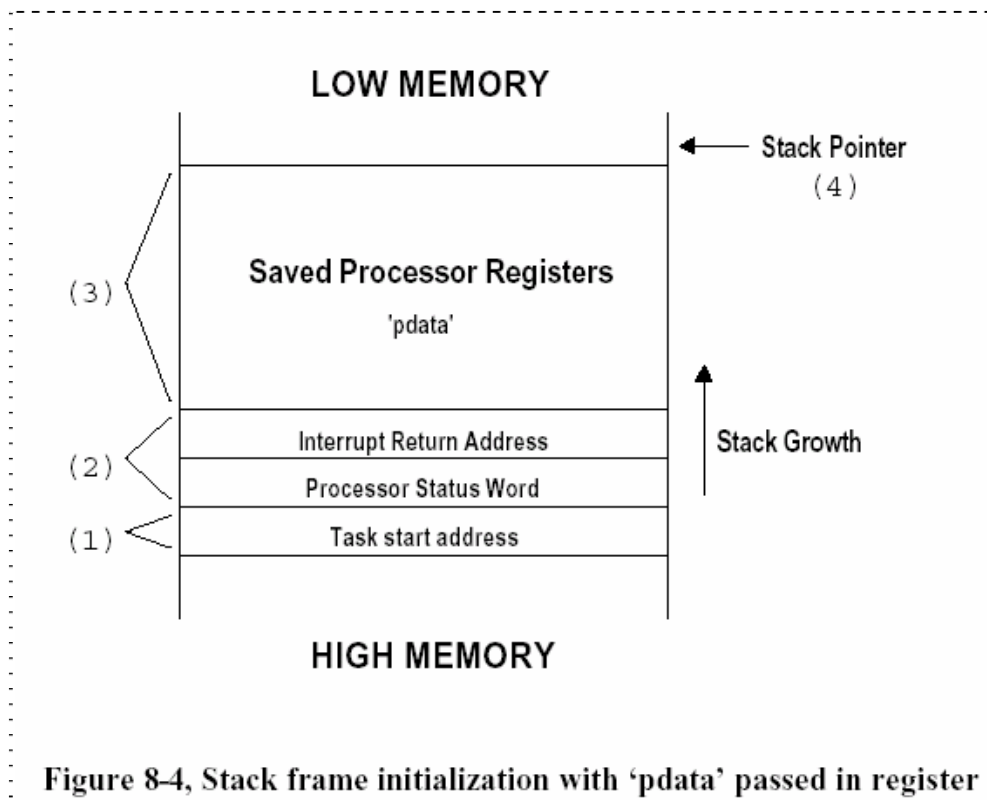 LOW MEMORY
Stack Pointer
(4)
Saved Processor Registers
'pdata'
(3)
Interrupt Return Address
Stack Growth
(2)
Processor Status Word
(1)
Task start address
HIGH MEMORY
Figure 8-4, Stack frame initialization with ‘pdata’ passed in register